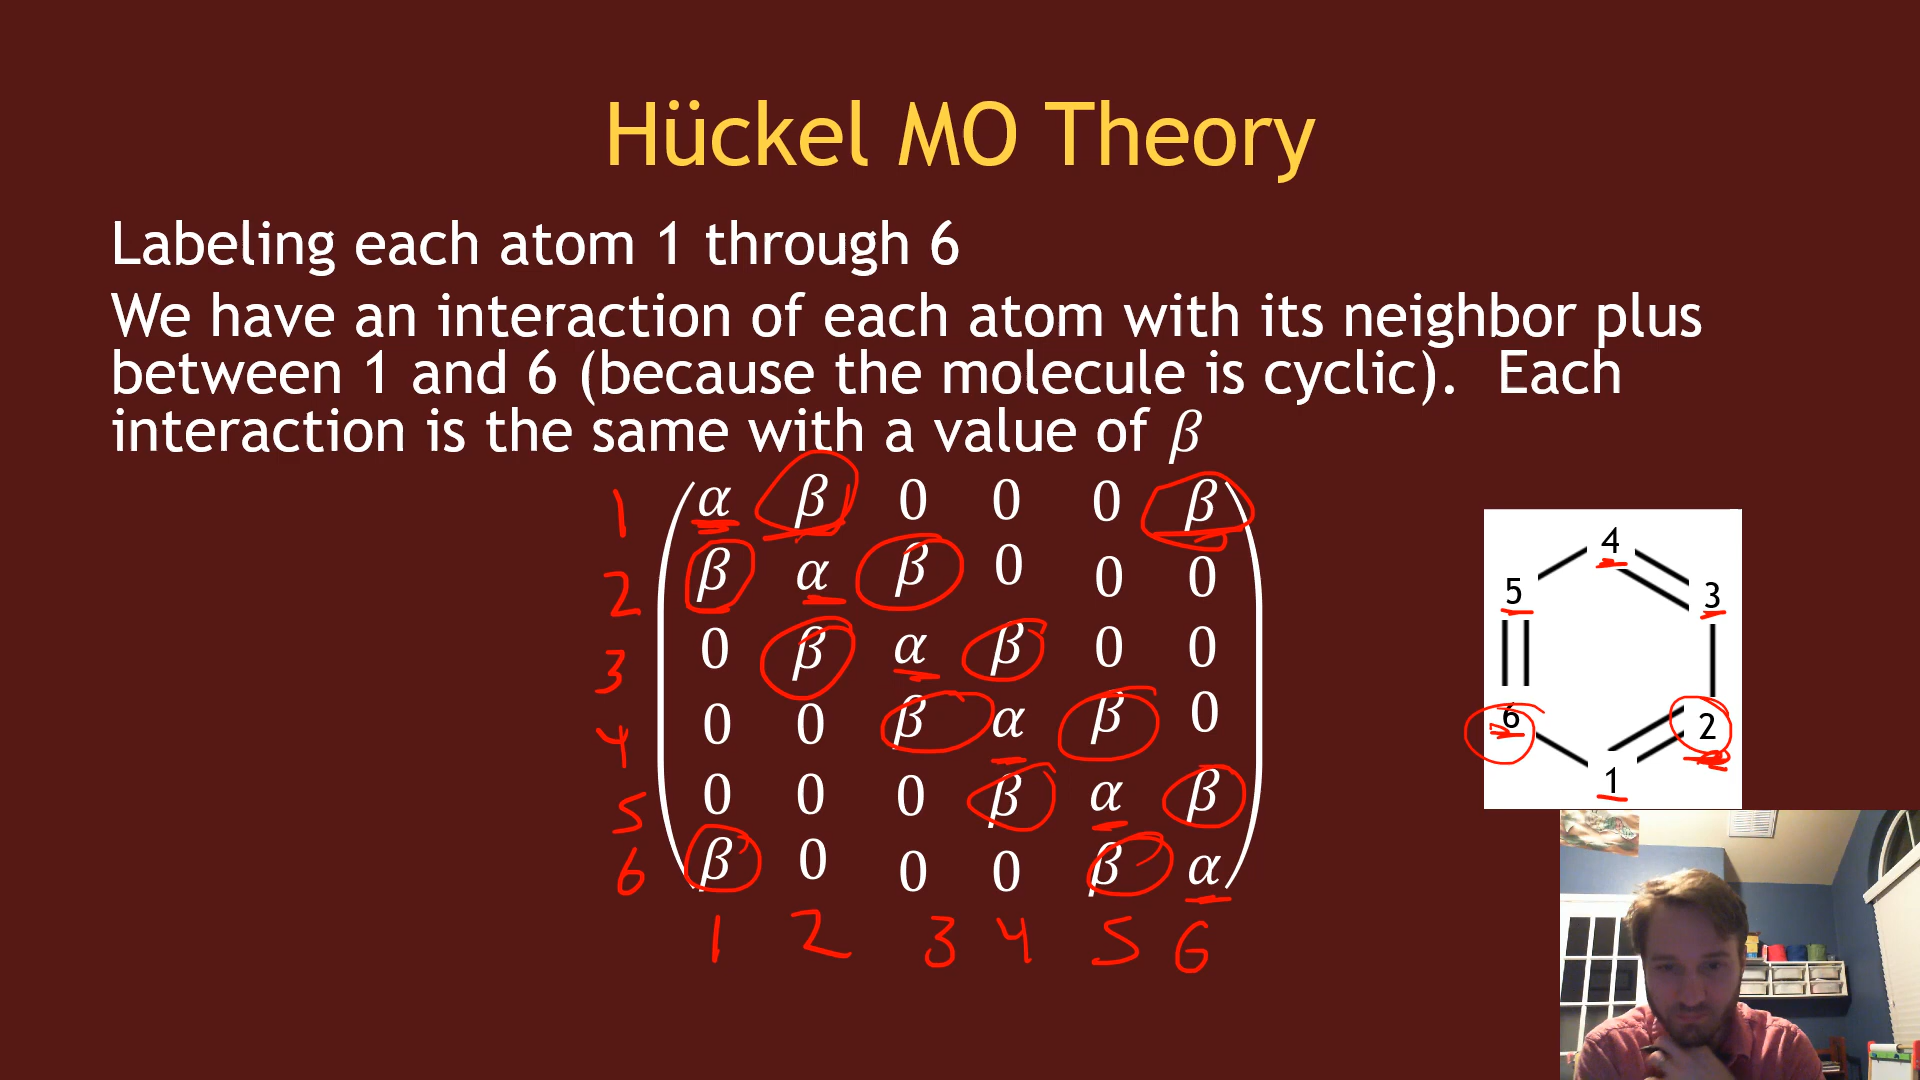 Hückel MO Theory
Labeling each atom 1 through 6
We have an interaction of each atom with its neighbor plus
between 1 and 6 (because the molecule is cyclic). Each
interaction is the same with a value of β
1 α β 0 0 0 β
2 β α β 0 0 0
3 0 β α β 0 0
4 0 0 β α β 0
5 0 0 0 β α β
6 β 0 0 0 β α
1 2 3 4 5 6
4
5 3
6 2
1